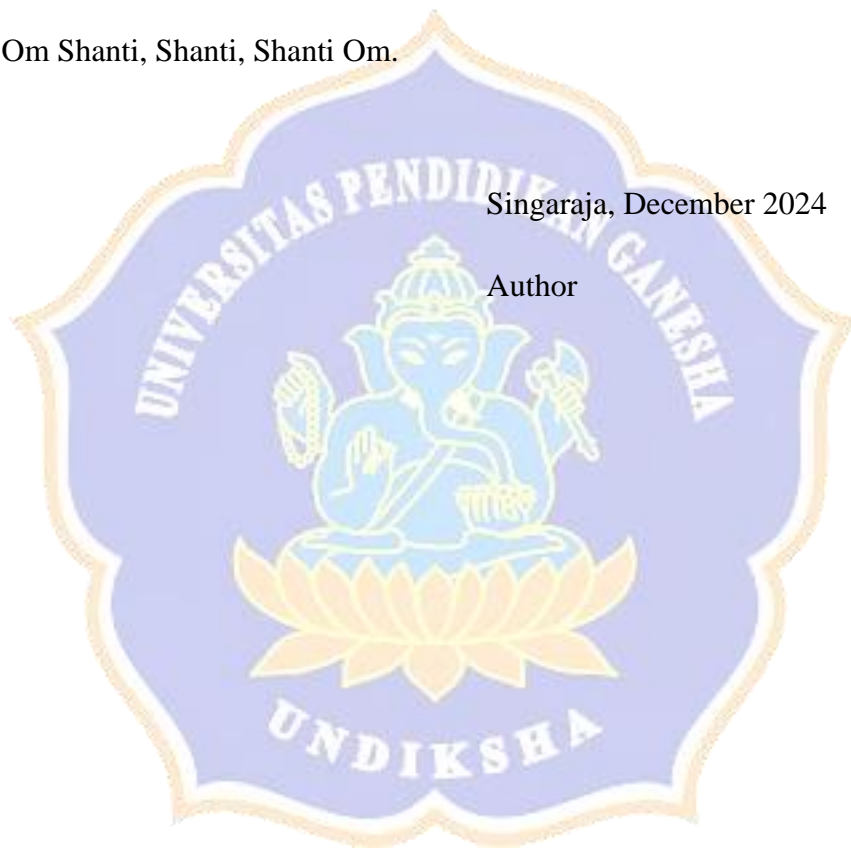 Om Shanti, Shanti, Shanti Om.
UNIVERSITAS PENDIDIKAN GANESHA
Singaraja, December 2024
Author
UNDIKSHA